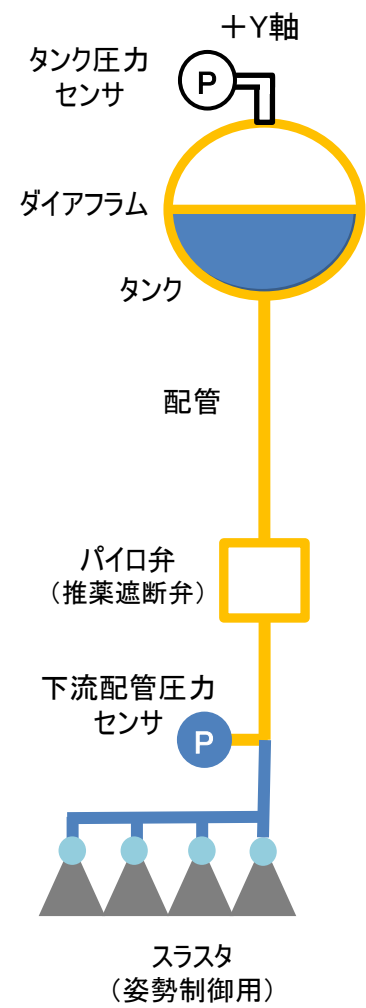 ＋Y軸
タンク圧力
センサ
P
ダイアフラム
タンク
配管
パイロ弁
（推薬遮断弁）
下流配管圧力
センサ
P
スラスタ
（姿勢制御用）